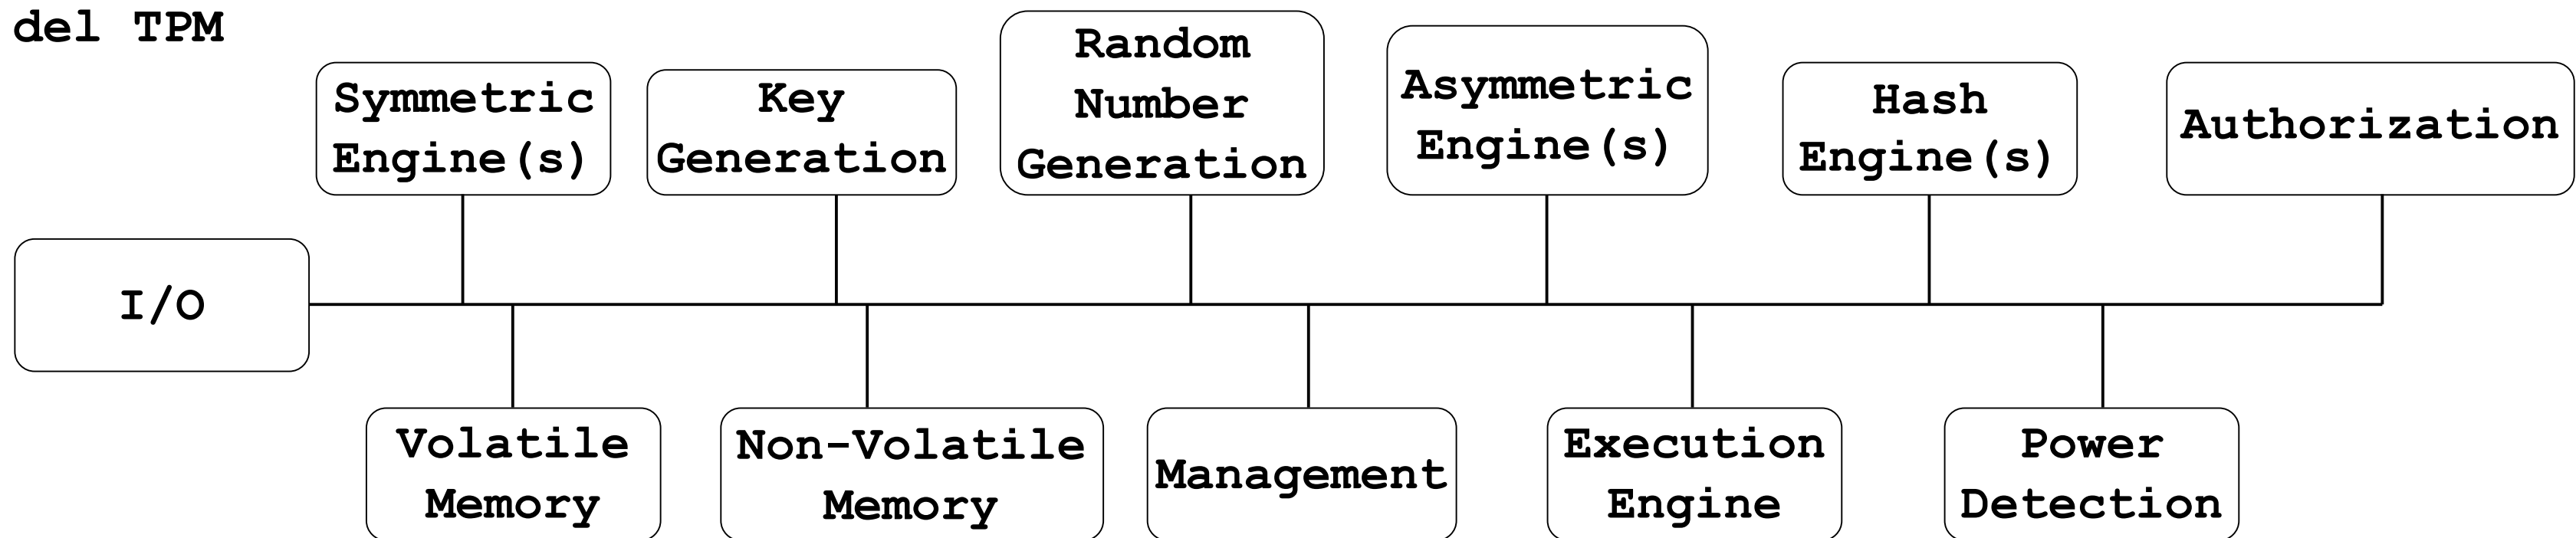 del TPM
Symmetric
Engine(s)
Key
Generation
Random
Number
Generation
Asymmetric
Engine(s)
Hash
Engine(s)
Authorization
I/O
Volatile
Memory
Non-Volatile
Memory
Management
Execution
Engine
Power
Detection